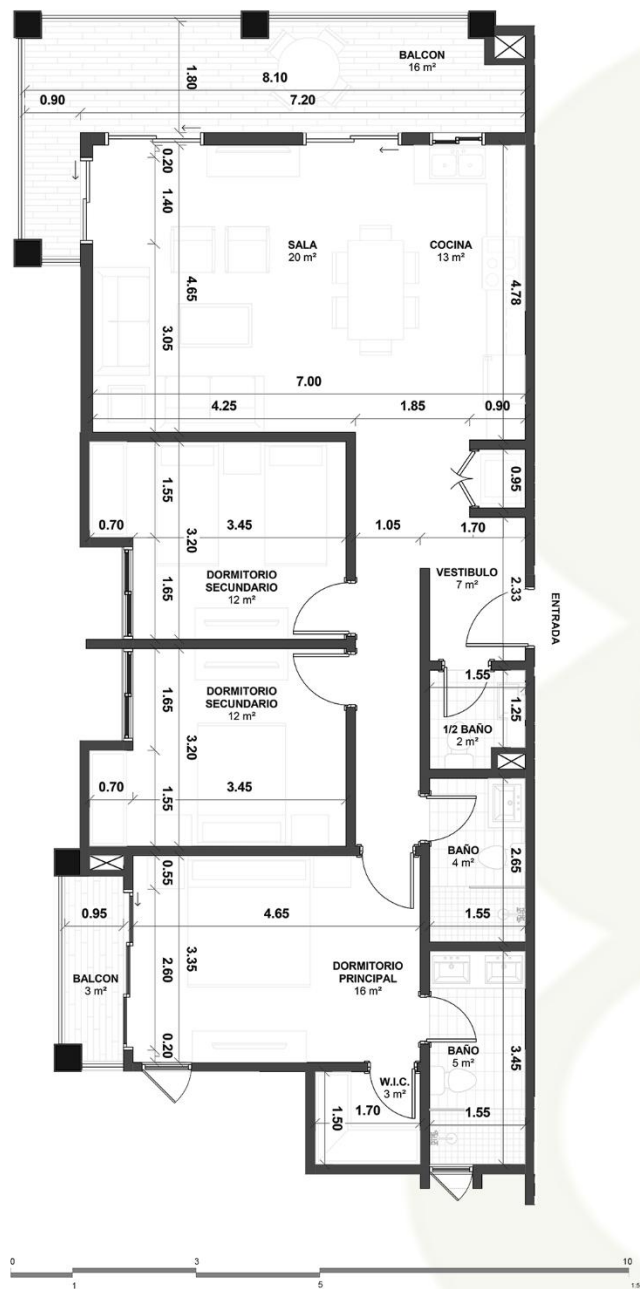 BALCON
16 m²
1.80
8.10
0.90
7.20
0.20
1.40
SALA
20 m²
COCINA
13 m²
4.65
4.78
3.05
7.00
4.25
1.85
0.90
1.55
0.95
0.70
3.45
1.05
1.70
3.20
DORMITORIO
SECUNDARIO
12 m²
VESTIBULO
7 m²
2.33
1.65
ENTRADA
1.65
DORMITORIO
SECUNDARIO
12 m²
1.55
1.25
1/2 BAÑO
2 m²
3.20
0.70
3.45
1.55
BAÑO
4 m²
2.65
0.55
0.95
4.65
1.55
3.35
DORMITORIO
PRINCIPAL
16 m²
BALCON
3 m²
2.60
0.20
BAÑO
5 m²
3.45
W.I.C.
3 m²
1.50
1.70
1.55
0
3
10
1
5